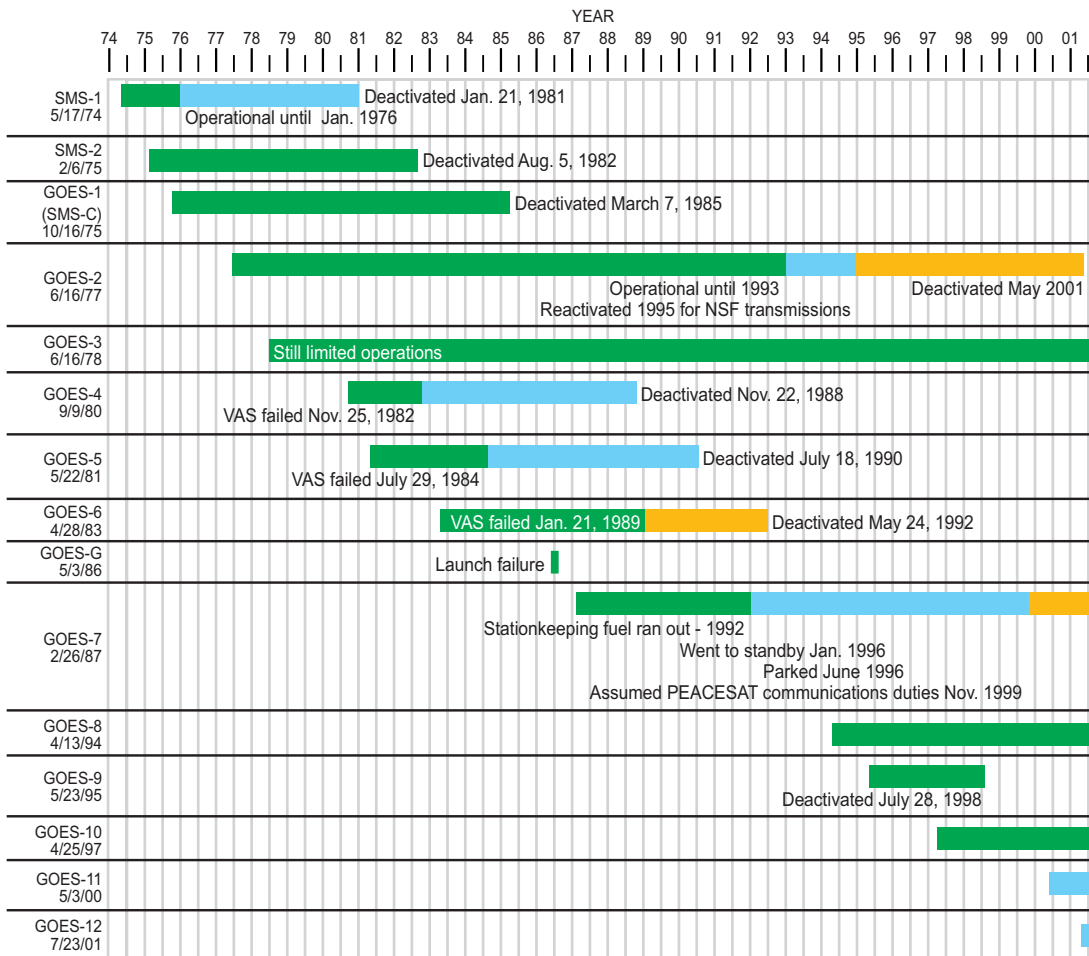 YEAR
74 75 76 77 78 79 80 81 82 83 84 85 86 87 88 89 90 91 92 93 94 95 96 97 98 99 00 01
SMS-1
5/17/74
Deactivated Jan. 21, 1981
Operational until Jan. 1976
SMS-2
2/6/75
Deactivated Aug. 5, 1982
GOES-1
(SMS-C)
10/16/75
Deactivated March 7, 1985
GOES-2
6/16/77
Operational until 1993
Deactivated May 2001
Reactivated 1995 for NSF transmissions
GOES-3
6/16/78
Still limited operations
GOES-4
9/9/80
Deactivated Nov. 22, 1988
VAS failed Nov. 25, 1982
GOES-5
5/22/81
Deactivated July 18, 1990
VAS failed July 29, 1984
GOES-6
4/28/83
VAS failed Jan. 21, 1989
Deactivated May 24, 1992
GOES-G
5/3/86
Launch failure
GOES-7
2/26/87
Stationkeeping fuel ran out - 1992
Went to standby Jan. 1996
Parked June 1996
Assumed PEACESAT communications duties Nov. 1999
GOES-8
4/13/94
GOES-9
5/23/95
Deactivated July 28, 1998
GOES-10
4/25/97
GOES-11
5/3/00
GOES-12
7/23/01